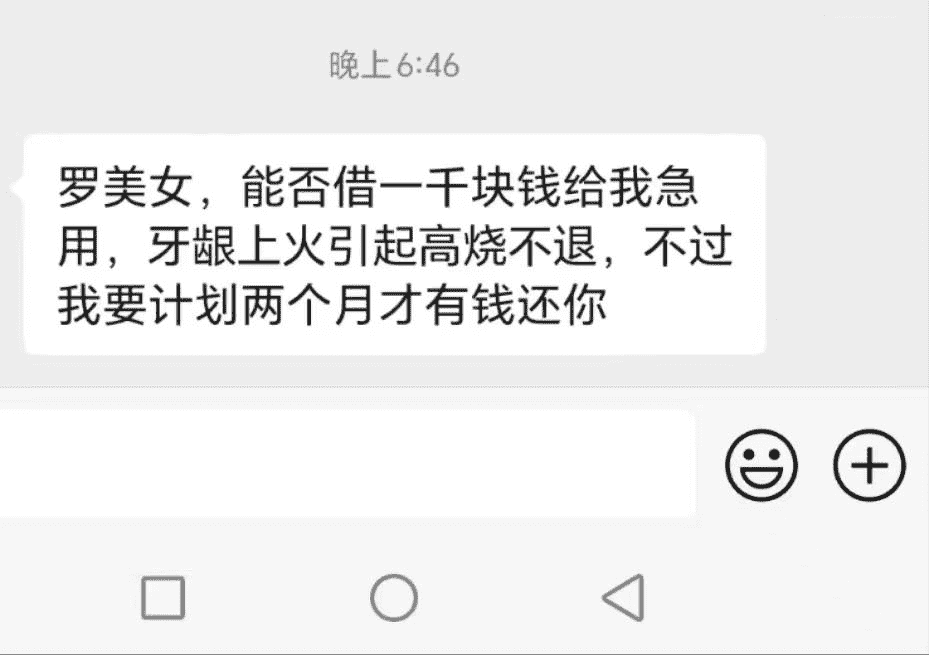 晚上6:46
罗美女，能否借一千块钱给我急
用，牙龈上火引起高烧不退，不过
我要计划两个月才有钱还你